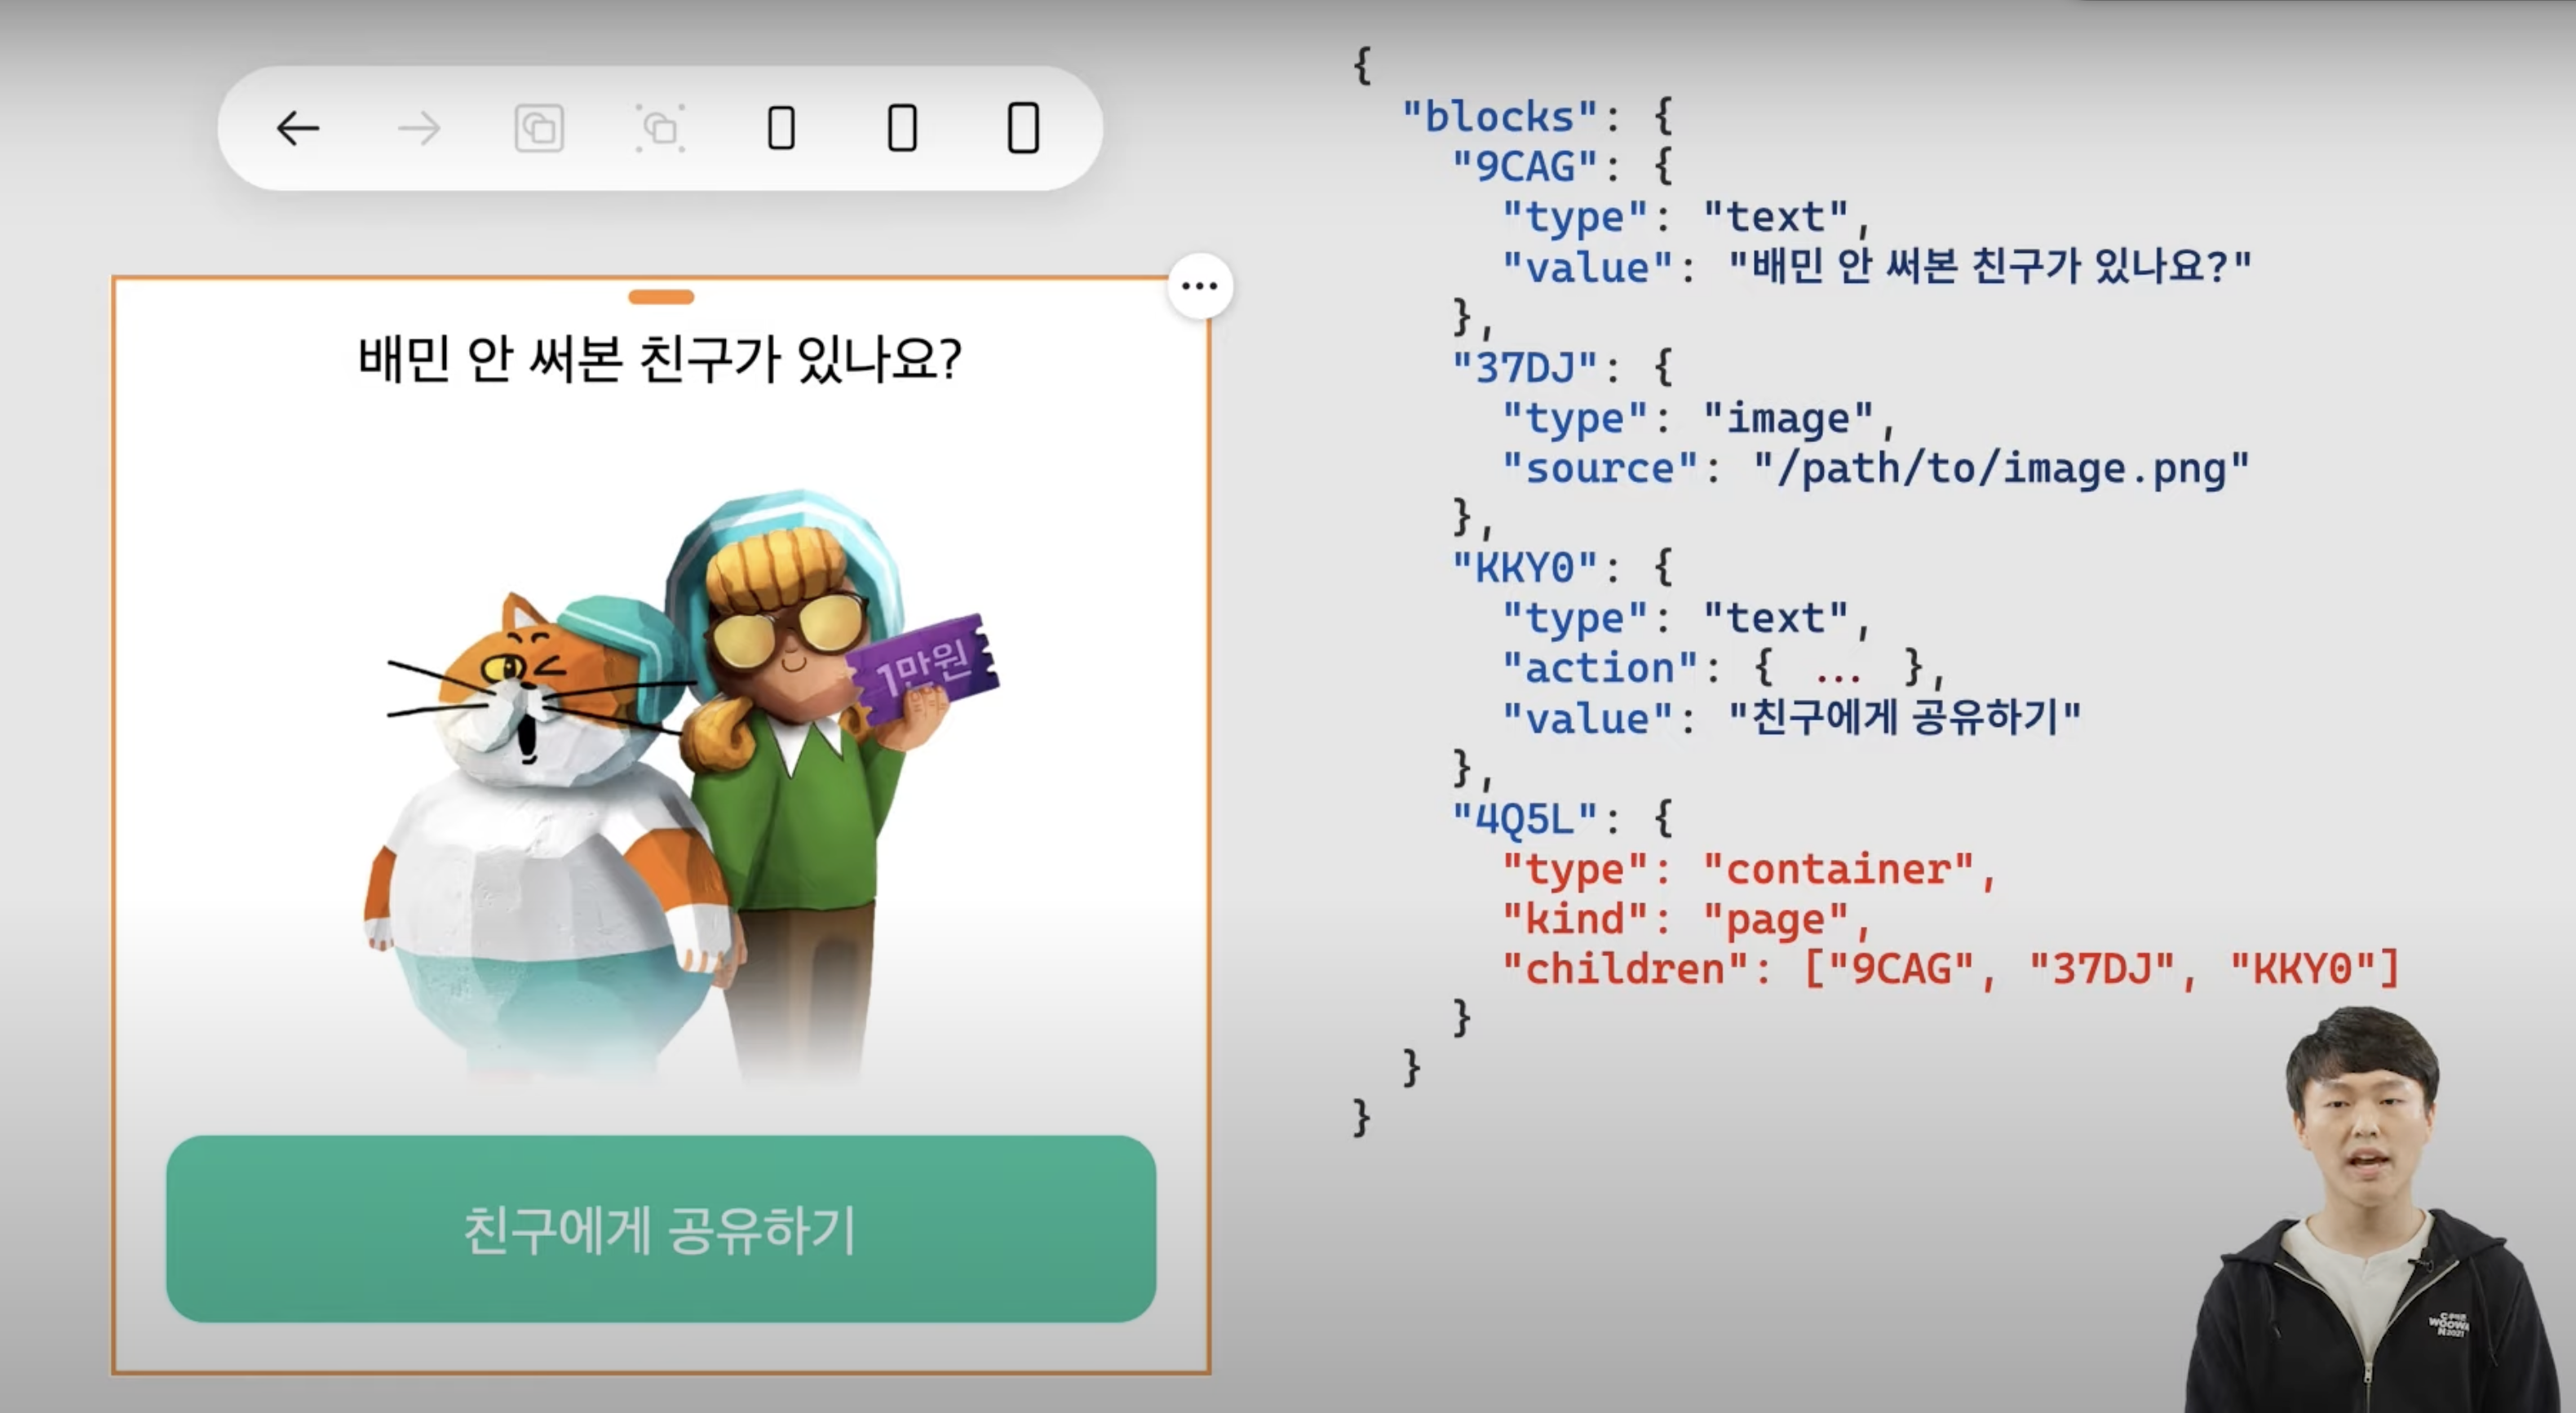 배민 안 써본 친구가 있나요?
1만원
친구에게 공유하기
{
"blocks": {
"9CAG": {
"type": "text",
"value": "배민 안 써본 친구가 있나요?"
},
"37DJ": {
"type": "image",
"source": "/path/to/image.png"
},
"KKY0": {
"type": "text",
"action": { ... },
"value": "친구에게 공유하기"
},
"4Q5L": {
"type": "container",
"kind": "page",
"children": ["9CAG", "37DJ", "KKY0"]
}
}
}